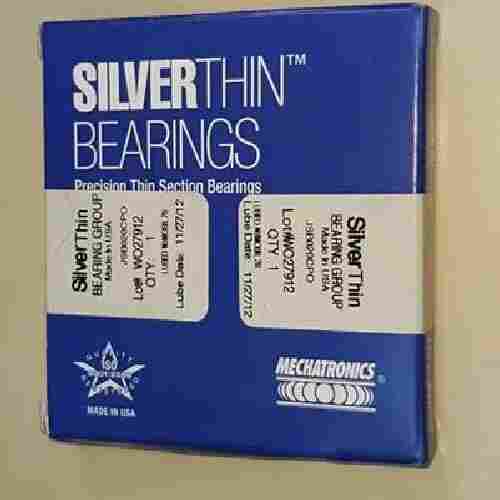 SILVERTHIN™
BEARINGS
Precision Thin Section Bearings
SilverThin
BEARING GROUP
Made in USA
Lot# WO27912
QTY: 1
Lube Date: 11/27/12
SilverThin
BEARING GROUP
Made in USA
Lot#WO27912
QTY: 1
Lube Date: 11/27/12
QUALITY
ISO
MADE IN USA
MECHATRONICS®